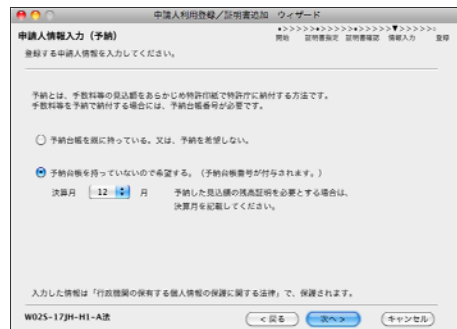 申請人利用登録／証明書追加 ウィザード
申請人情報入力（予納）
•>>>>>•>>>>>•>>>>>▼>>>>>◦
開始 証明書指定 証明書確認 情報入力 登録
登録する申請人情報を入力してください。
予納とは、手数料等の見込額をあらかじめ特許印紙で特許庁に納付する方法です。
手数料等を予納で納付する場合には、予納台帳番号が必要です。
予納台帳を既に持っている。又は、予納を希望しない。
予納台帳を持っていないので希望する。（予納台帳番号が付与されます。）
決算月 12 月 予納した見込額の残高証明を必要とする場合は、
決算月を記載してください。
入力した情報は「行政機関の保有する個人情報の保護に関する法律」で、保護されます。
W02S-17JH-H1-A法
< 戻る 次へ > キャンセル